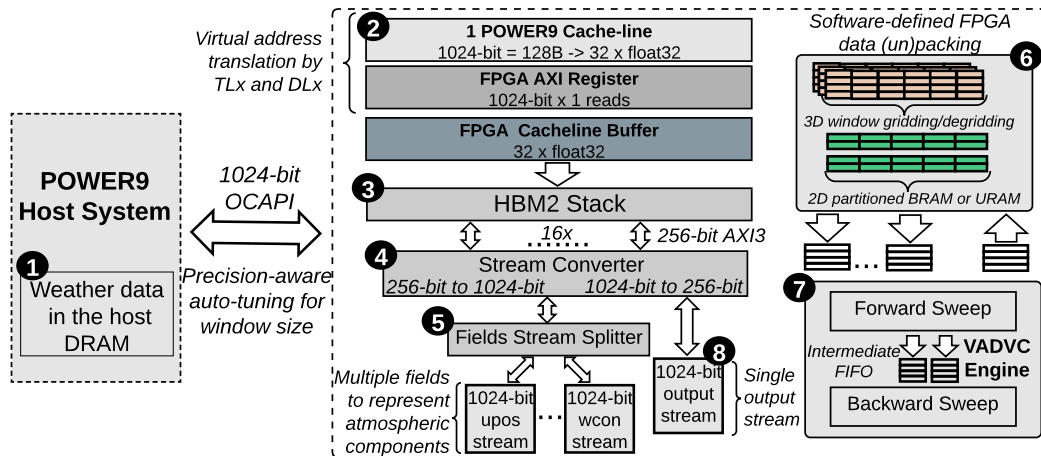 POWER9
Host System
1
Weather data
in the host
DRAM
1024-bit
OCAPI
Precision-aware
auto-tuning for
window size
Virtual address
translation by
TLx and DLx
2
1 POWER9 Cache-line
1024-bit = 128B -> 32 x float32
FPGA AXI Register
1024-bit x 1 reads
FPGA Cacheline Buffer
32 x float32
3
HBM2 Stack
16x
256-bit AXI3
4
Stream Converter
256-bit to 1024-bit
1024-bit to 256-bit
5
Fields Stream Splitter
Multiple fields
to represent
atmospheric
components
1024-bit
upos
stream
1024-bit
wcon
stream
8
1024-bit
output
stream
Single
output
stream
Software-defined FPGA
data (un)packing
6
3D window gridding/degridding
2D partitioned BRAM or URAM
7
Forward Sweep
Intermediate
FIFO
VADVC
Engine
Backward Sweep